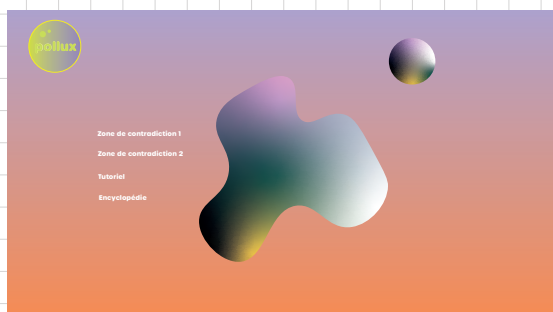 pollux
Zone de contradiction 1
Zone de contradiction 2
Tutoriel
Encyclopédie